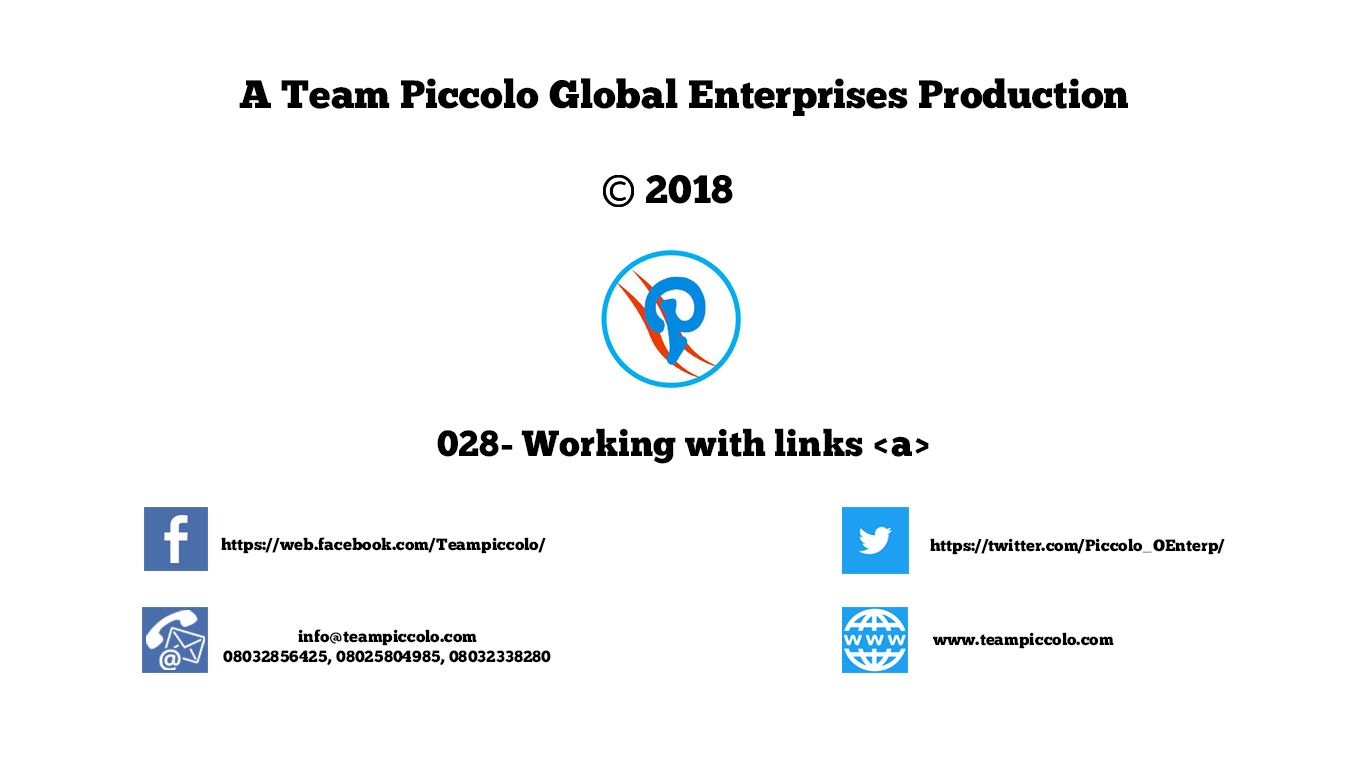 A Team Piccolo Global Enterprises Production
© 2018
028- Working with links <a>
https://web.facebook.com/Teampiccolo/
https://twitter.com/Piccolo_OEnterp/
info@teampiccolo.com
08032856425, 08025804985, 08032338280
WWW
www.teampiccolo.com